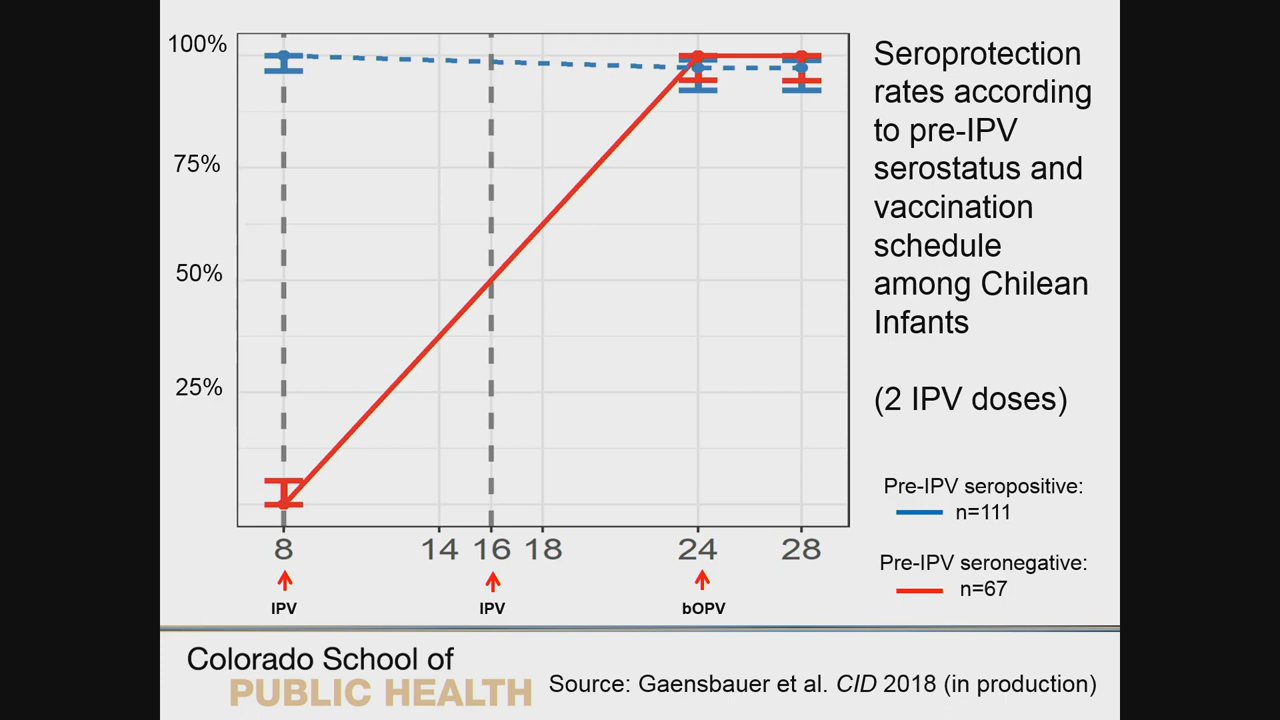 100%
75%
50%
25%
8 14 16 18 24 28
IPV IPV bOPV
Seroprotection
rates according
to pre-IPV
serostatus and
vaccination
schedule
among Chilean
Infants
(2 IPV doses)
Pre-IPV seropositive:
n=111
Pre-IPV seronegative:
n=67
Colorado School of
PUBLIC HEALTH
Source: Gaensbauer et al. CID 2018 (in production)